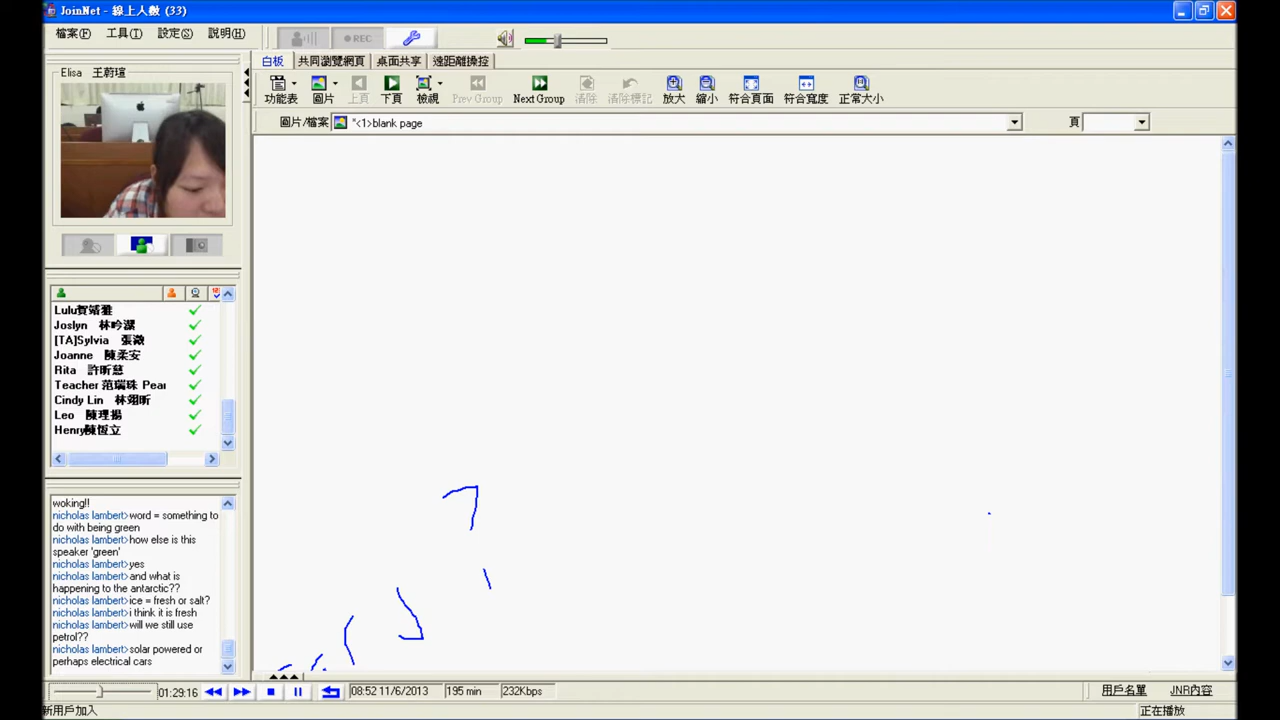 JoinNet - 線上人數 (33)
檔案(F) 工具(T) 設定(S) 說明(H)
REC
Elisa 王蔚瑄
白板 共同瀏覽網頁 桌面共享 遠距離操控
功能表 圖片 上頁 下頁 檢視 Prev Group Next Group 清除 清除標記 放大 縮小 符合頁面 符合寬度 正常大小
圖片/檔案 *<1>blank page 頁
Lulu賀婧雅
Joslyn 林吟潔
[TA]Sylvia 張澂
Joanne 陳柔安
Rita 許昕慈
Teacher 范瑞珠 Pear
Cindy Lin 林翊昕
Leo 陳理揚
Henry陳恆立
woking!!
nicholas lambert>word = something to
do with being green
nicholas lambert>how else is this
speaker 'green'
nicholas lambert>yes
nicholas lambert>and what is
happening to the antarctic??
nicholas lambert>ice = fresh or salt?
nicholas lambert>i think it is fresh
nicholas lambert>will we still use
petrol??
nicholas lambert>solar powered or
perhaps electrical cars
01:29:16 08:52 11/6/2013 195 min 232Kbps 用戶名單 JNR內容
新用戶加入 正在播放